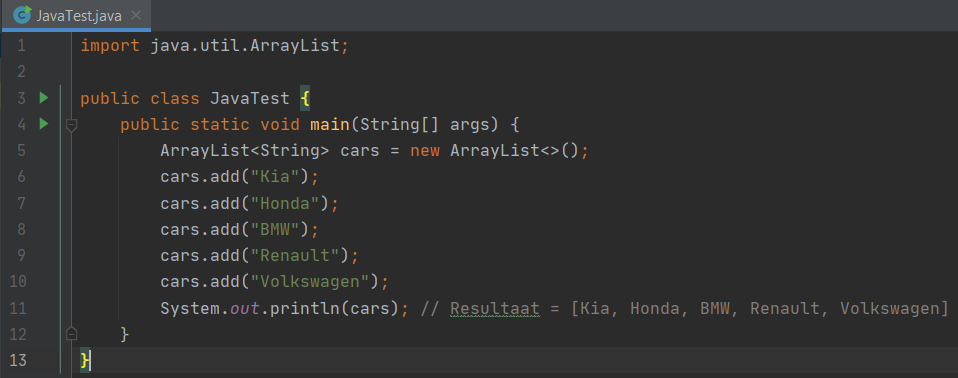 JavaTest.java
1 import java.util.ArrayList;
2
3 public class JavaTest {
4 public static void main(String[] args) {
5 ArrayList<String> cars = new ArrayList<>();
6 cars.add("Kia");
7 cars.add("Honda");
8 cars.add("BMW");
9 cars.add("Renault");
10 cars.add("Volkswagen");
11 System.out.println(cars); // Resultaat = [Kia, Honda, BMW, Renault, Volkswagen]
12 }
13 }